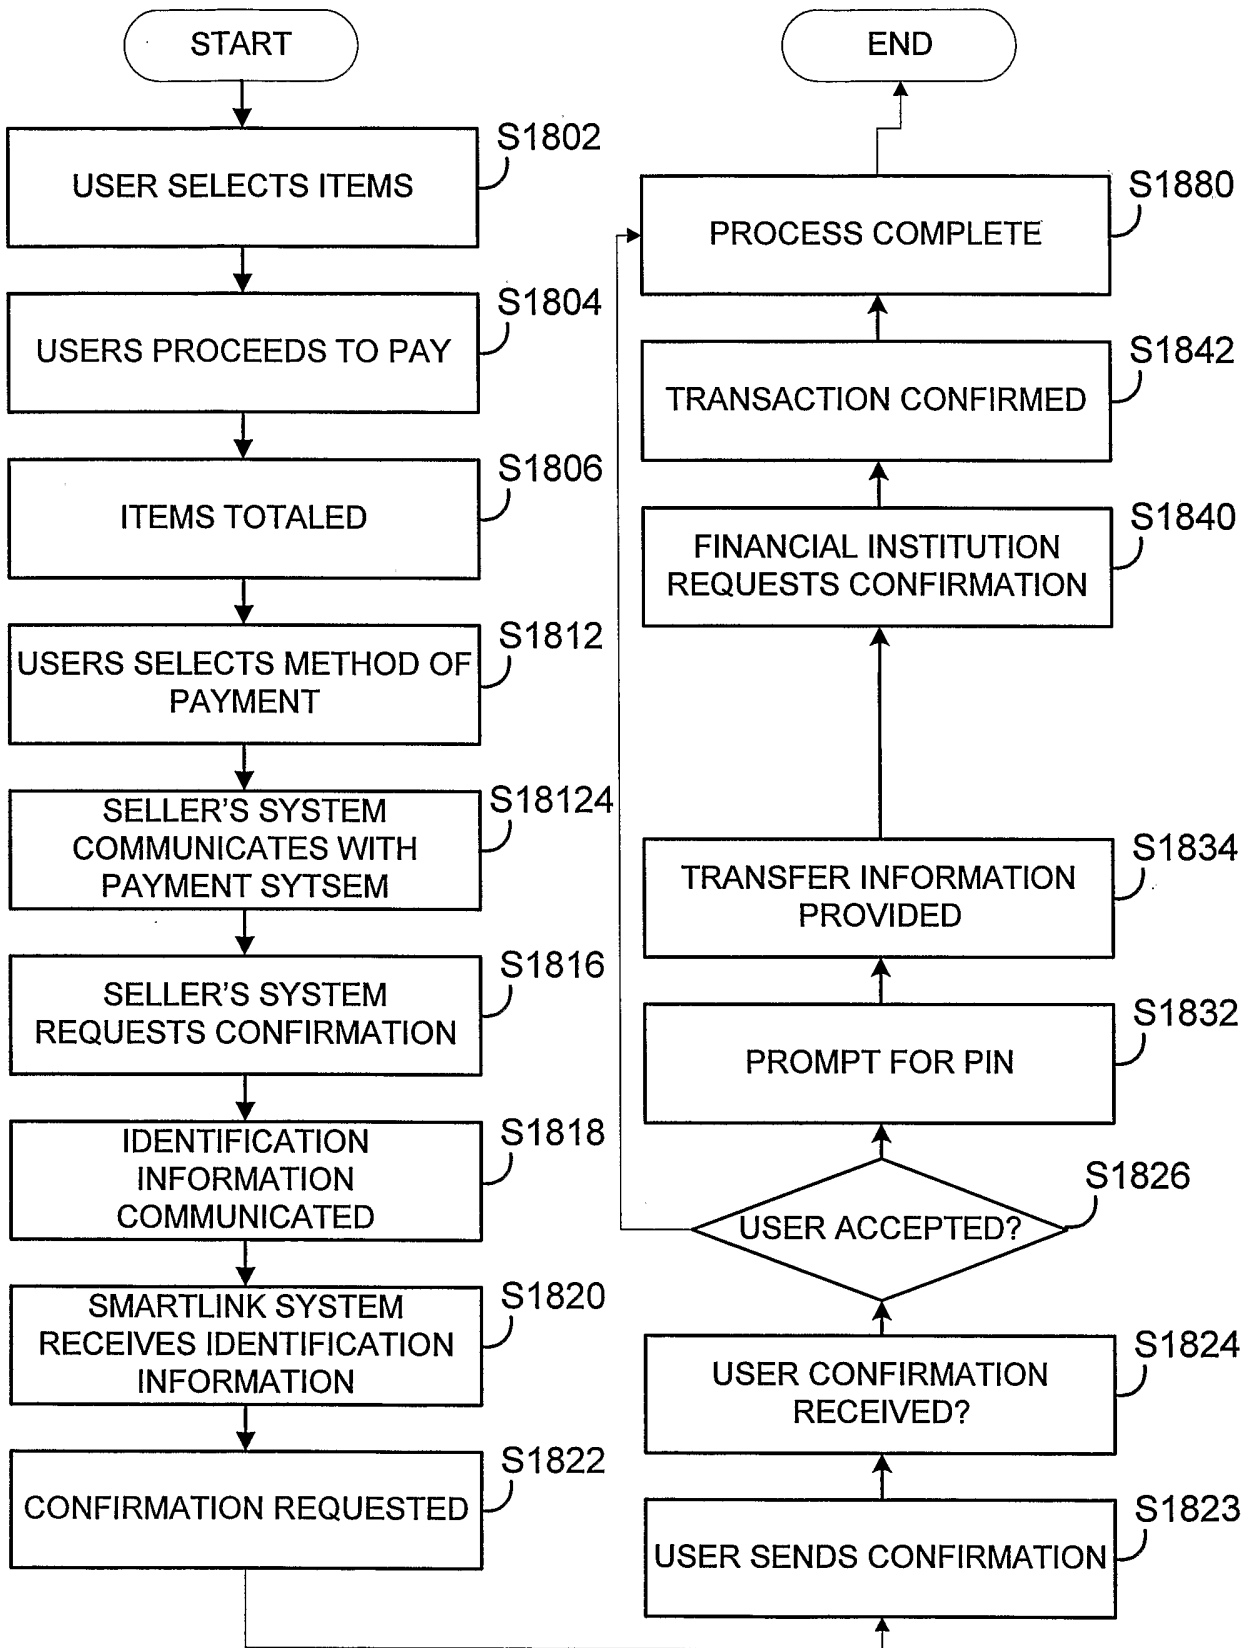 START
S1802
USER SELECTS ITEMS
S1804
USERS PROCEEDS TO PAY
S1806
ITEMS TOTALED
S1812
USERS SELECTS METHOD OF
PAYMENT
S18124
SELLER'S SYSTEM
COMMUNICATES WITH
PAYMENT SYTSEM
S1816
SELLER'S SYSTEM
REQUESTS CONFIRMATION
S1818
IDENTIFICATION
INFORMATION
COMMUNICATED
S1820
SMARTLINK SYSTEM
RECEIVES IDENTIFICATION
INFORMATION
S1822
CONFIRMATION REQUESTED
END
S1880
PROCESS COMPLETE
S1842
TRANSACTION CONFIRMED
S1840
FINANCIAL INSTITUTION
REQUESTS CONFIRMATION
S1834
TRANSFER INFORMATION
PROVIDED
S1832
PROMPT FOR PIN
S1826
USER ACCEPTED?
S1824
USER CONFIRMATION
RECEIVED?
S1823
USER SENDS CONFIRMATION